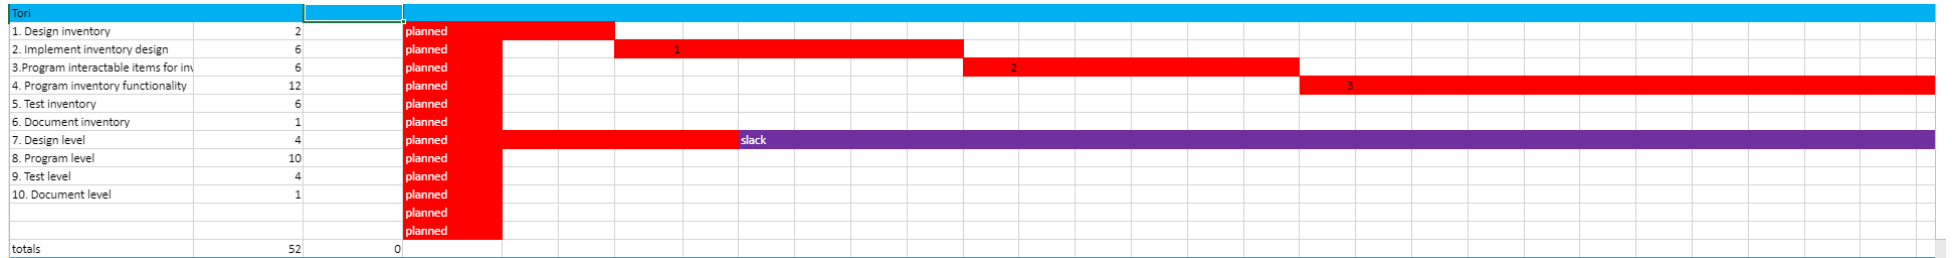 Tori
1. Design inventory 2 planned
2. Implement inventory design 6 planned 1
3.Program interactable items for inv 6 planned 2
4. Program inventory functionality 12 planned 3
5. Test inventory 6 planned
6. Document inventory 1 planned
7. Design level 4 planned slack
8. Program level 10 planned
9. Test level 4 planned
10. Document level 1 planned
planned
planned
totals 52 0